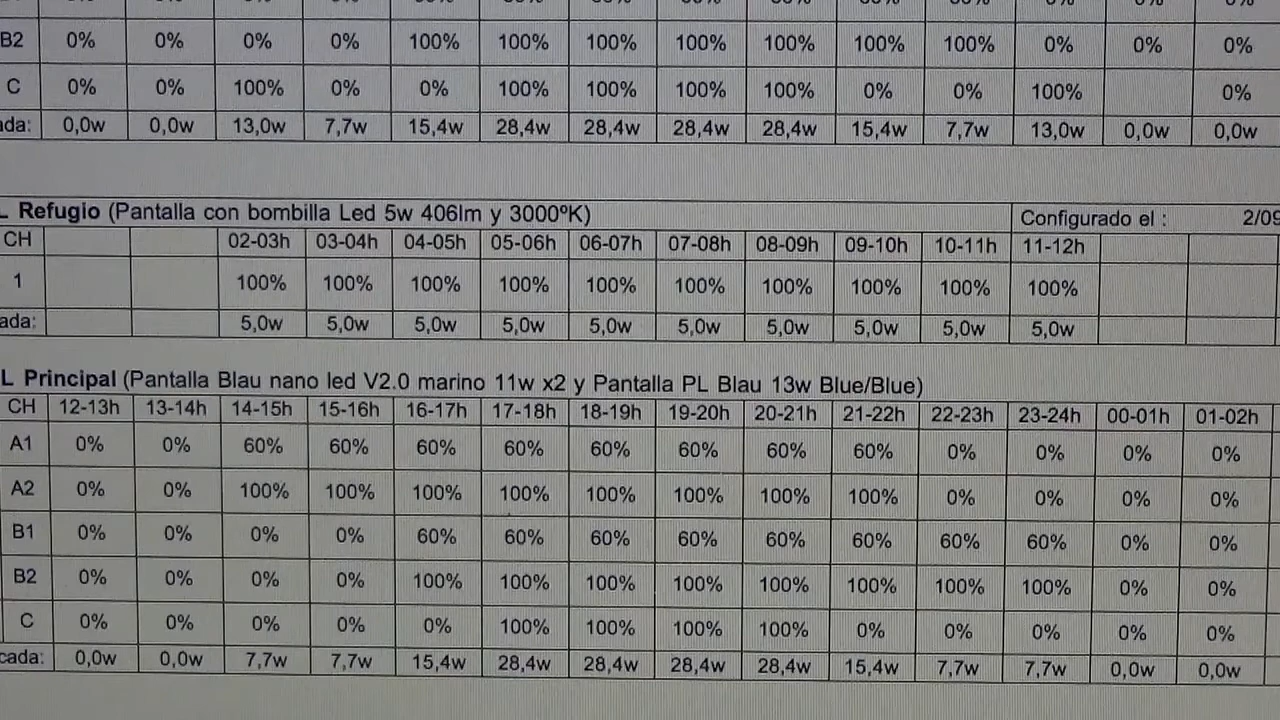 B2 0% 0% 0% 0% 100% 100% 100% 100% 100% 100% 100% 0% 0% 0%
C 0% 0% 100% 0% 0% 100% 100% 100% 100% 0% 0% 100% 0%
ada: 0,0w 0,0w 13,0w 7,7w 15,4w 28,4w 28,4w 28,4w 28,4w 15,4w 7,7w 13,0w 0,0w 0,0w
L Refugio (Pantalla con bombilla Led 5w 406lm y 3000ºK) Configurado el : 2/09
CH 02-03h 03-04h 04-05h 05-06h 06-07h 07-08h 08-09h 09-10h 10-11h 11-12h
1 100% 100% 100% 100% 100% 100% 100% 100% 100% 100%
ada: 5,0w 5,0w 5,0w 5,0w 5,0w 5,0w 5,0w 5,0w 5,0w 5,0w
L Principal (Pantalla Blau nano led V2.0 marino 11w x2 y Pantalla PL Blau 13w Blue/Blue)
CH 12-13h 13-14h 14-15h 15-16h 16-17h 17-18h 18-19h 19-20h 20-21h 21-22h 22-23h 23-24h 00-01h 01-02h
A1 0% 0% 60% 60% 60% 60% 60% 60% 60% 60% 0% 0% 0% 0%
A2 0% 0% 100% 100% 100% 100% 100% 100% 100% 100% 0% 0% 0% 0%
B1 0% 0% 0% 0% 60% 60% 60% 60% 60% 60% 60% 60% 0% 0%
B2 0% 0% 0% 0% 100% 100% 100% 100% 100% 100% 100% 100% 0% 0%
C 0% 0% 0% 0% 0% 100% 100% 100% 100% 0% 0% 0% 0% 0%
cada: 0,0w 0,0w 7,7w 7,7w 15,4w 28,4w 28,4w 28,4w 28,4w 15,4w 7,7w 7,7w 0,0w 0,0w